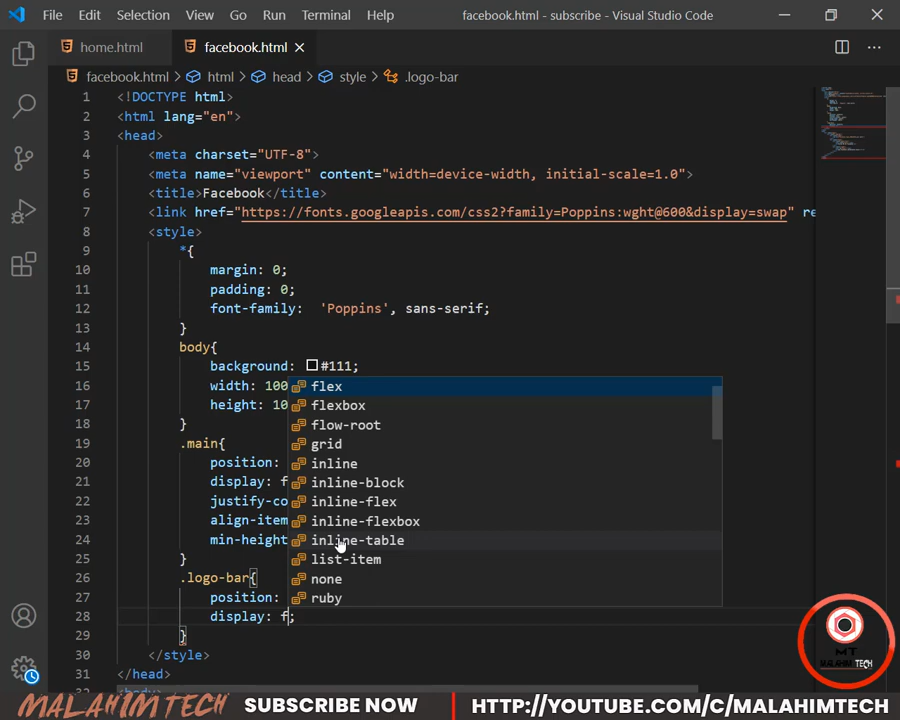 File Edit Selection View Go Run Terminal Help facebook.html - subscribe - Visual Studio Code
home.html facebook.html
facebook.html > html > head > style > .logo-bar
1 <!DOCTYPE html>
2 <html lang="en">
3 <head>
4 <meta charset="UTF-8">
5 <meta name="viewport" content="width=device-width, initial-scale=1.0">
6 <title>Facebook</title>
7 <link href="https://fonts.googleapis.com/css2?family=Poppins:wght@600&display=swap" re
8 <style>
9 *{
10 margin: 0;
11 padding: 0;
12 font-family: 'Poppins', sans-serif;
13 }
14 body{
15 background: #111;
16 width: 100
17 height: 10
18 }
19 .main{
20 position:
21 display: f
22 justify-co
23 align-item
24 min-height
25 }
26 .logo-bar{
27 position:
28 display: f;
29 }
30 </style>
31 </head>
32 <body>
flex
flexbox
flow-root
grid
inline
inline-block
inline-flex
inline-flexbox
inline-table
list-item
none
ruby
MT
MALAHIM TECH
MALAHIMTECH SUBSCRIBE NOW HTTP://YOUTUBE.COM/C/MALAHIMTECH